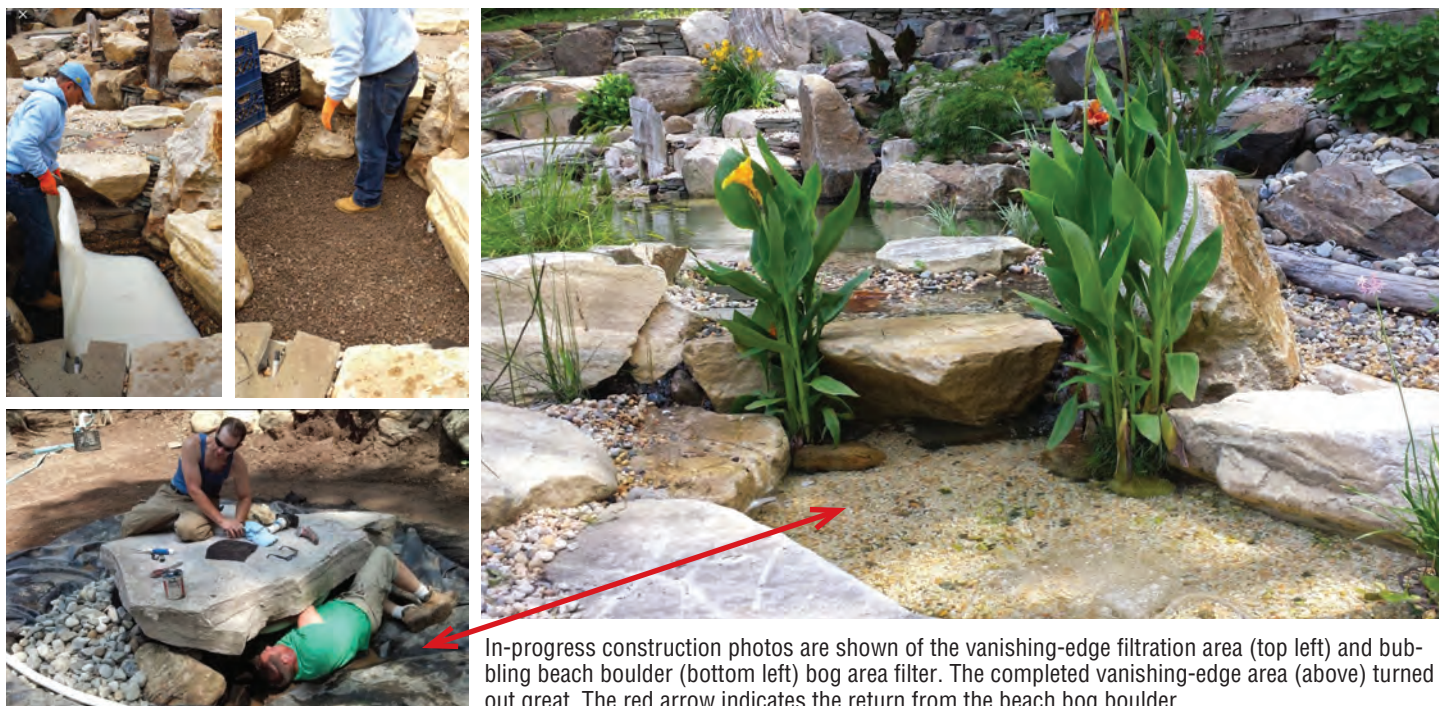 In-progress construction photos are shown of the vanishing-edge filtration area (top left) and bub-
bling beach boulder (bottom left) bog area filter. The completed vanishing-edge area (above) turned
out great. The red arrow indicates the return from the beach bog boulder.